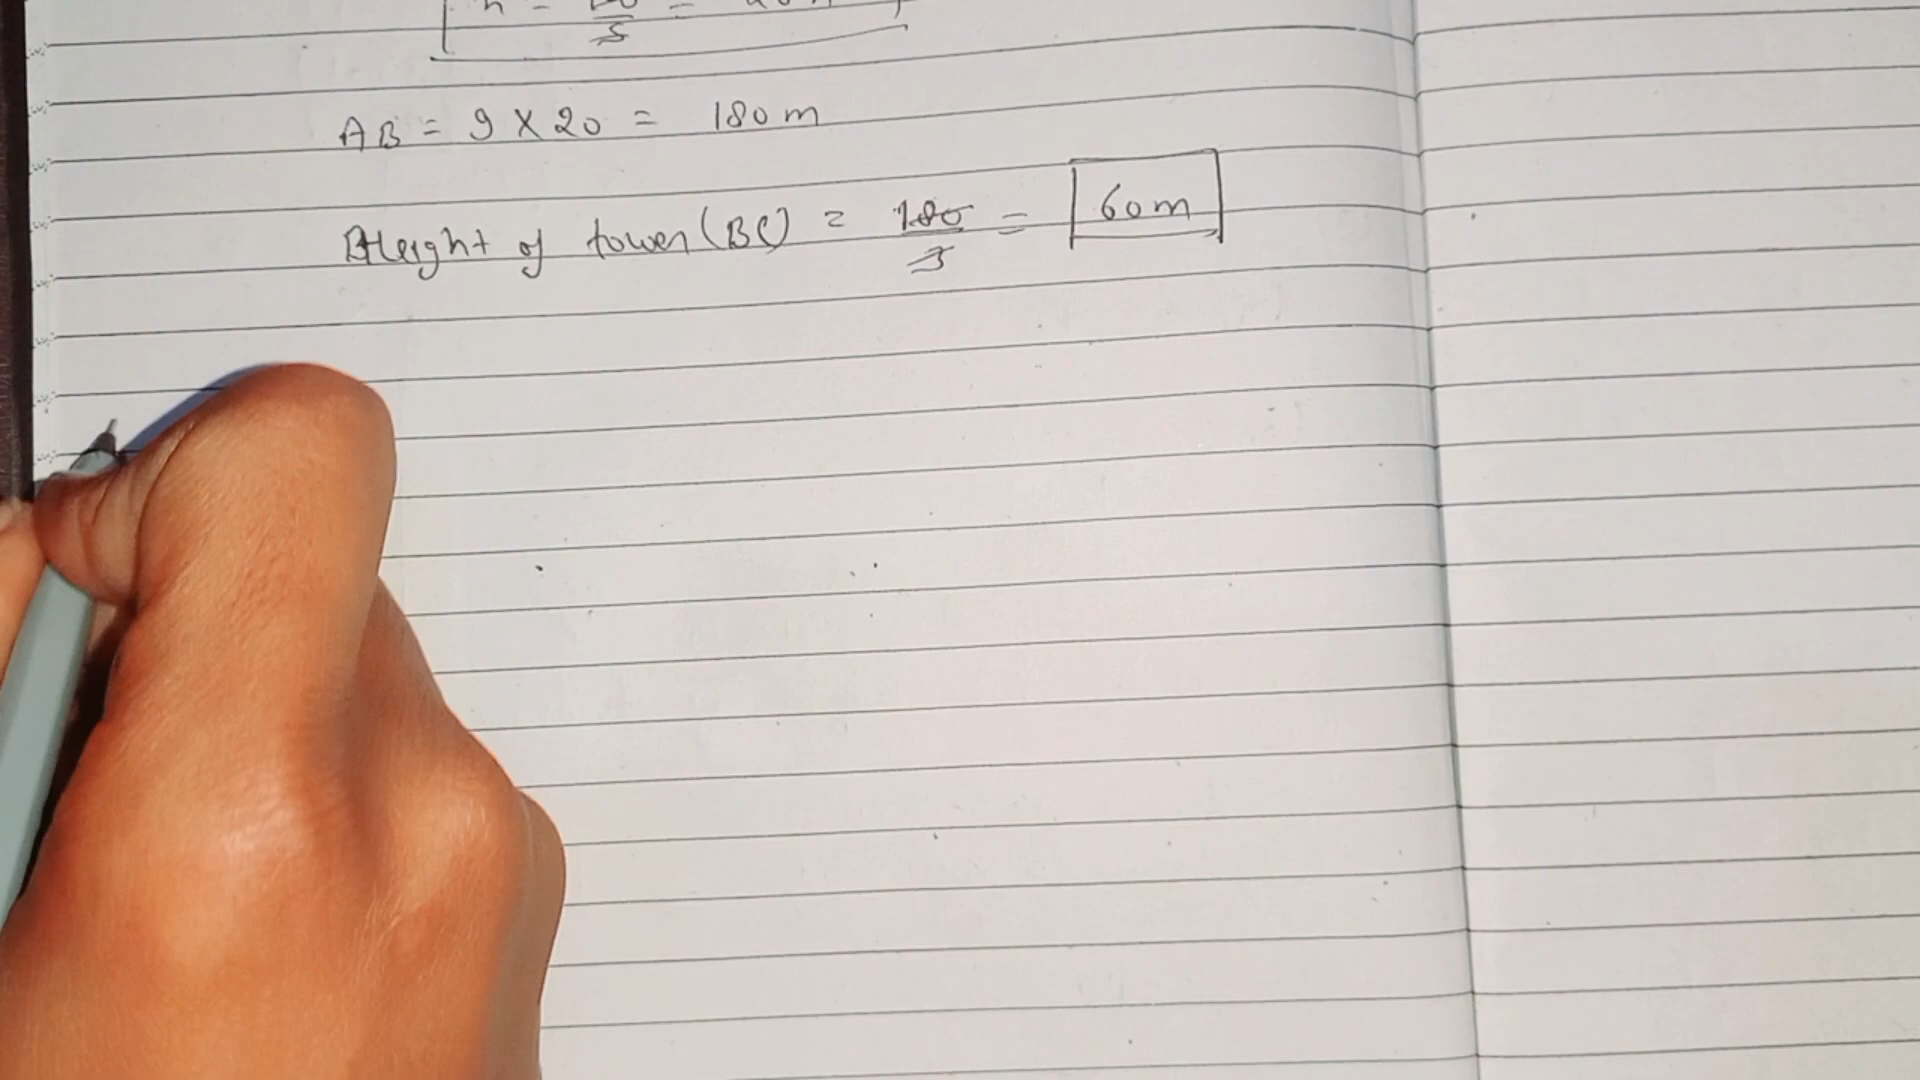 AB = 9 X 20 = 180 m
Height of tower (BC) = 180/3 = 60m